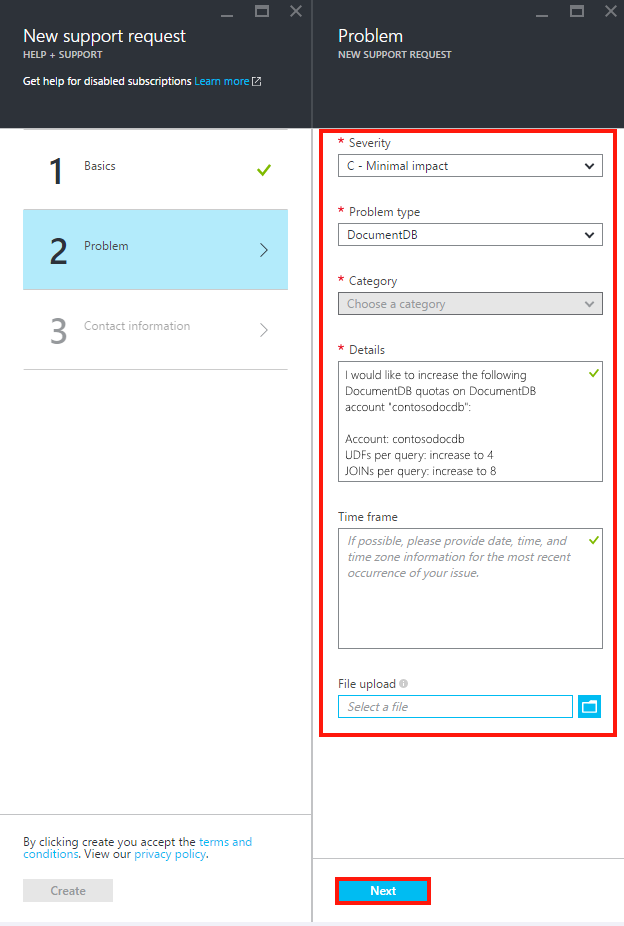 New support request
HELP + SUPPORT
Get help for disabled subscriptions Learn more
1 Basics
2 Problem
3 Contact information
By clicking create you accept the terms and
conditions. View our privacy policy.
Create
Problem
NEW SUPPORT REQUEST
* Severity
C - Minimal impact
* Problem type
DocumentDB
* Category
Choose a category
* Details
I would like to increase the following
DocumentDB quotas on DocumentDB
account "contosodocdb":
Account: contosodocdb
UDFs per query: increase to 4
JOINs per query: increase to 8
Time frame
If possible, please provide date, time, and
time zone information for the most recent
occurrence of your issue.
File upload
Select a file
Next